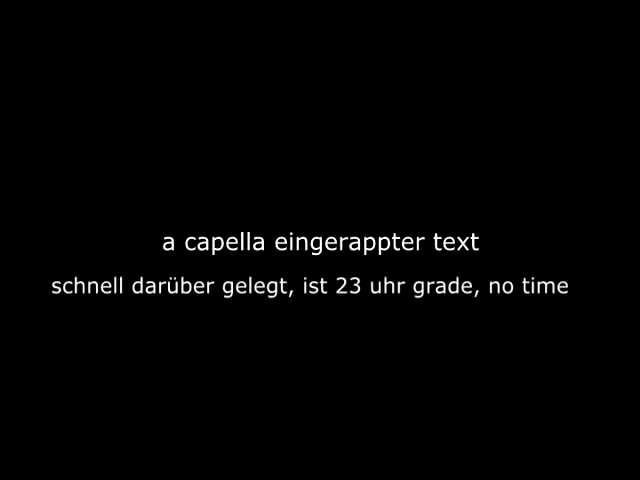 a capella eingerappter text
schnell darüber gelegt, ist 23 uhr grade, no time